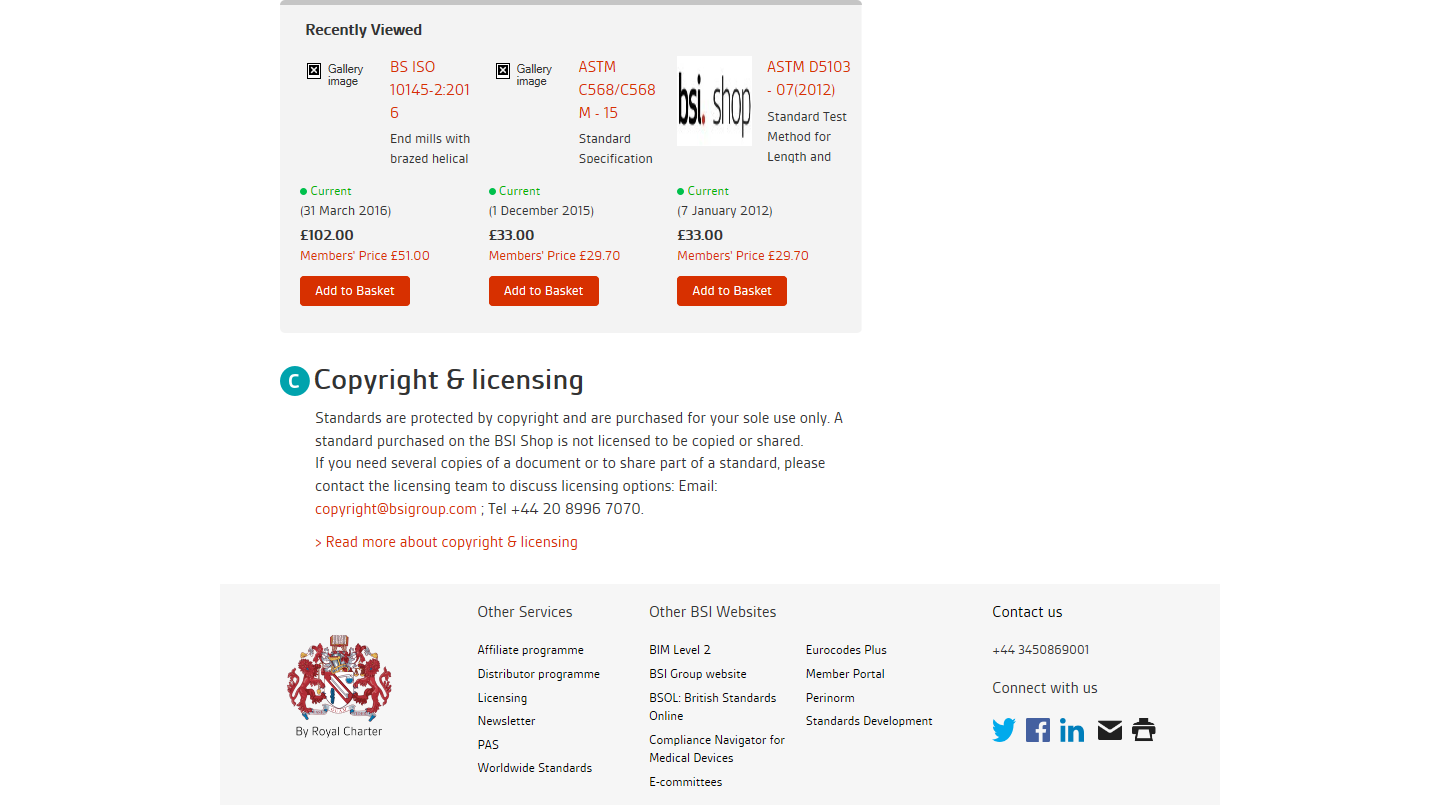 Recently Viewed
Gallery
image
BS ISO
10145-2:201
6
End mills with
brazed helical
Current
(31 March 2016)
£102.00
Members' Price £51.00
Add to Basket
Gallery
image
ASTM
C568/C568
M - 15
Standard
Specification
Current
(1 December 2015)
£33.00
Members' Price £29.70
Add to Basket
bsi. shop
ASTM D5103
- 07(2012)
Standard Test
Method for
Length and
Current
(7 January 2012)
£33.00
Members' Price £29.70
Add to Basket
C Copyright & licensing
Standards are protected by copyright and are purchased for your sole use only. A
standard purchased on the BSI Shop is not licensed to be copied or shared.
If you need several copies of a document or to share part of a standard, please
contact the licensing team to discuss licensing options: Email:
copyright@bsigroup.com ; Tel +44 20 8996 7070.
> Read more about copyright & licensing
By Royal Charter
Other Services
Affiliate programme
Distributor programme
Licensing
Newsletter
PAS
Worldwide Standards
Other BSI Websites
BIM Level 2
BSI Group website
BSOL: British Standards
Online
Compliance Navigator for
Medical Devices
E-committees
Eurocodes Plus
Member Portal
Perinorm
Standards Development
Contact us
+44 3450869001
Connect with us